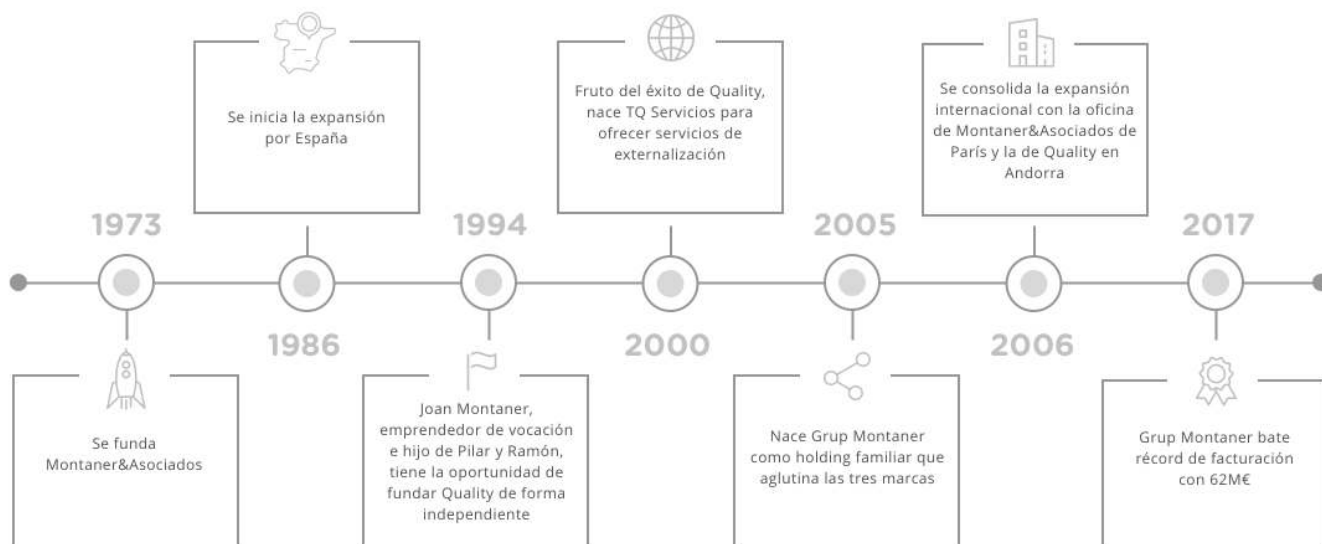 Se inicia la expansión
por España
Fruto del éxito de Quality,
nace TQ Servicios para
ofrecer servicios de
externalización
Se consolida la expansión
internacional con la oficina
de Montaner&Asociados de
París y la de Quality en
Andorra
1973
1994
2005
2017
1986
2000
2006
Se funda
Montaner&Asociados
Joan Montaner,
emprendedor de vocación
e hijo de Pilar y Ramón,
tiene la oportunidad de
fundar Quality de forma
independiente
Nace Grup Montaner
como holding familiar que
aglutina las tres marcas
Grup Montaner bate
récord de facturación
con 62M€